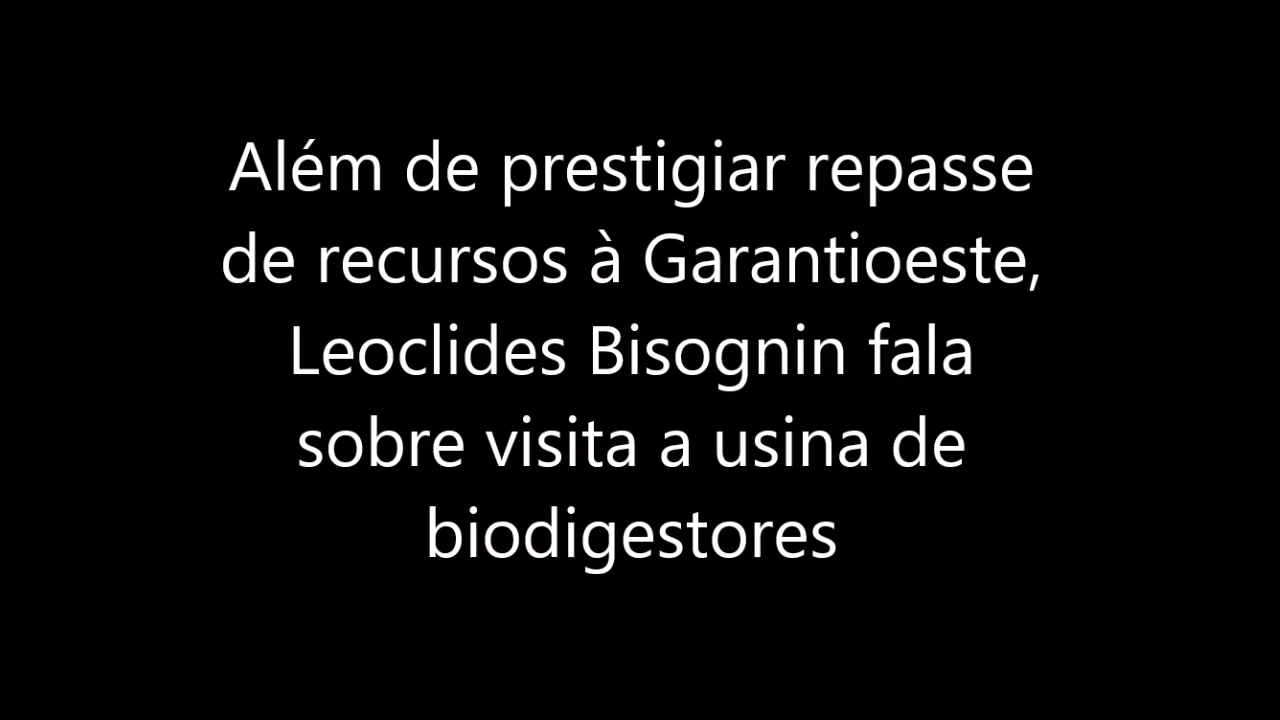 Além de prestigiar repasse
de recursos à Garantioeste,
Leoclides Bisognin fala
sobre visita a usina de
biodigestores